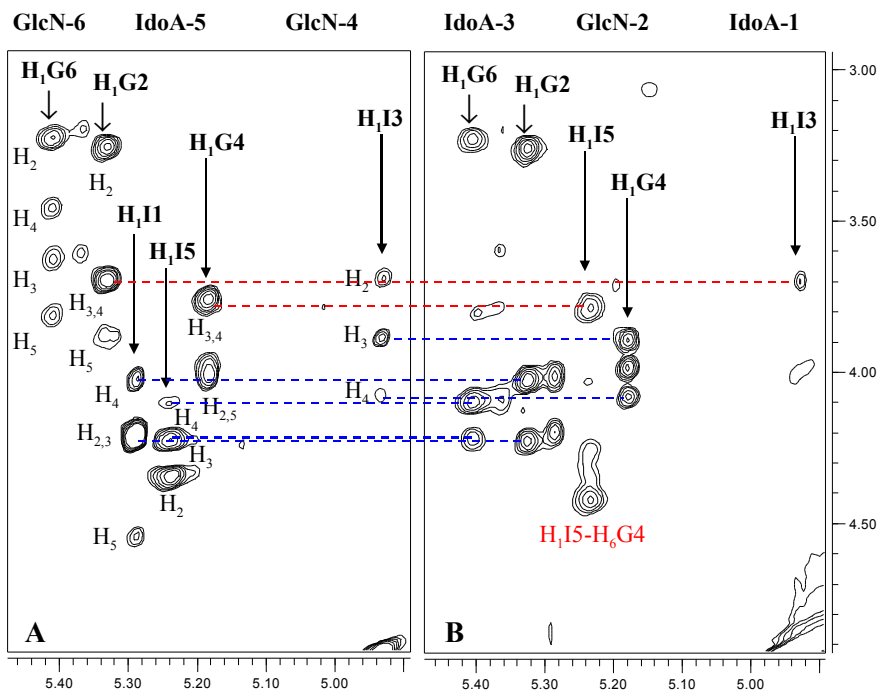 GlcN-6 IdoA-5 GlcN-4 IdoA-3 GlcN-2 IdoA-1
H₁G6
H₁G2
H₂
H₂
H₁G4
H₁I3
H₄
H₁I1
H₁I5
H₃
H₂
H₃,₄
H₃,₄
H₅
H₅
H₃
H₄
H₄
H₄
H₂,₅
H₂,₃
H₃
H₂
H₅
A
5.40 5.30 5.20 5.10 5.00
H₁G6
H₁G2
H₁I5
H₁I3
H₁G4
H₁I5-H₆G4
B
5.40 5.30 5.20 5.10 5.00
3.00
3.50
4.00
4.50